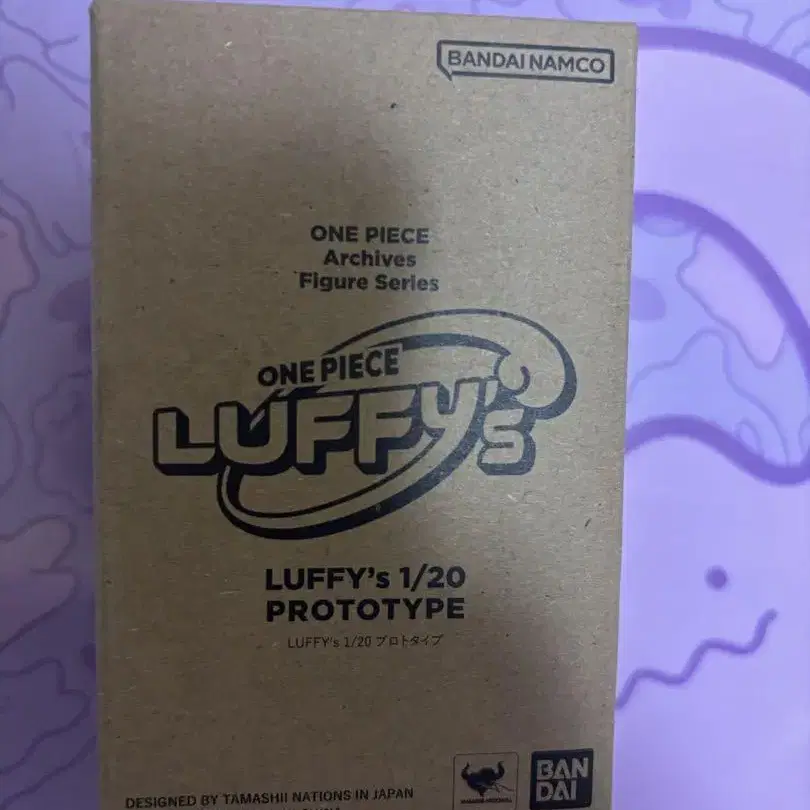 BANDAI NAMCO
ONE PIECE
Archives
Figure Series
ONE PIECE
LUFFY's
LUFFY's 1/20
PROTOTYPE
LUFFY's 1/20 プロトタイプ
BAN
DAI
DESIGNED BY TAMASHII NATIONS IN JAPAN